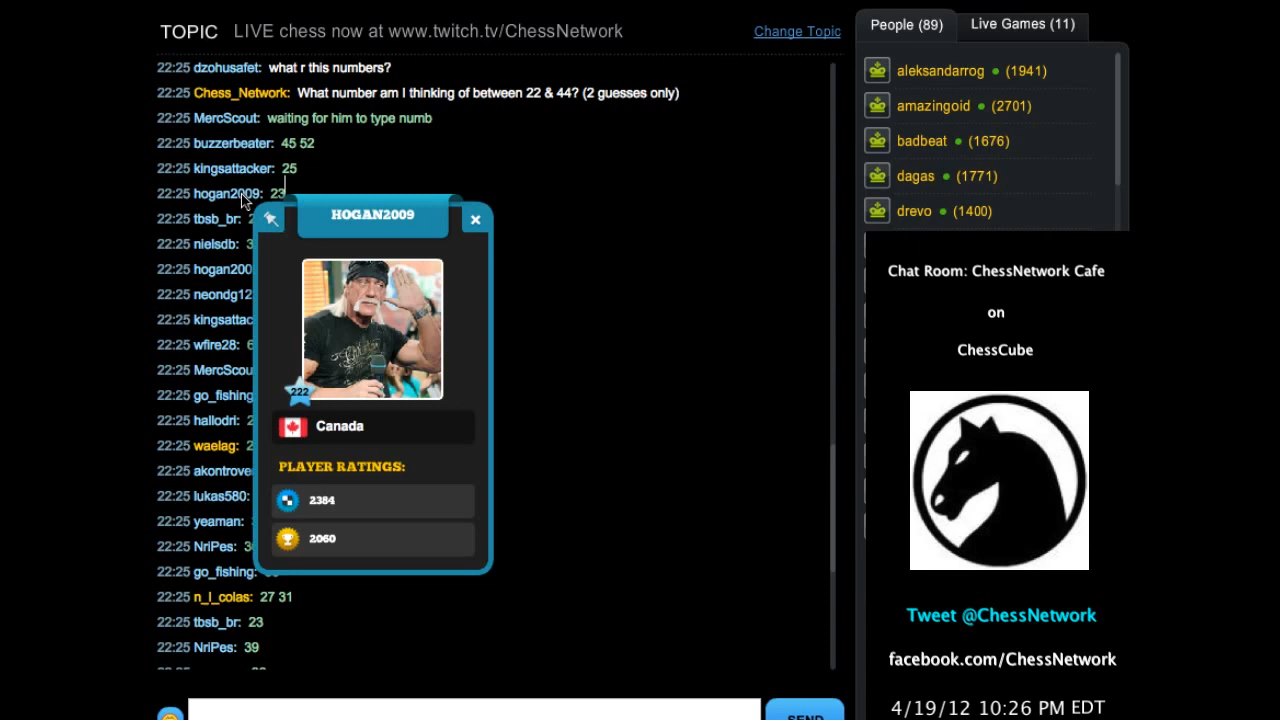 TOPIC LIVE chess now at www.twitch.tv/ChessNetwork Change Topic
22:25 dzohusafet: what r this numbers?
22:25 Chess_Network: What number am I thinking of between 22 & 44? (2 guesses only)
22:25 MercScout: waiting for him to type numb
22:25 buzzerbeater: 45 52
22:25 kingsattacker: 25
22:25 hogan2009: 23
22:25 tbsb_br:
22:25 nielsdb:
22:25 hogan200
22:25 neondg12
22:25 kingsattac
22:25 wfire28:
22:25 MercScou
22:25 go_fishing
22:25 hallodri:
22:25 waelag:
22:25 akontrove
22:25 lukas580:
22:25 yeaman:
22:25 NriPes:
22:25 go_fishing:
22:25 n_l_colas: 27 31
22:25 tbsb_br: 23
22:25 NriPes: 39
SEND
HOGAN2009
222
Canada
PLAYER RATINGS:
2384
2060
People (89) Live Games (11)
aleksandarrog (1941)
amazingoid (2701)
badbeat (1676)
dagas (1771)
drevo (1400)
Chat Room: ChessNetwork Cafe
on
ChessCube
Tweet @ChessNetwork
facebook.com/ChessNetwork
4/19/12 10:26 PM EDT